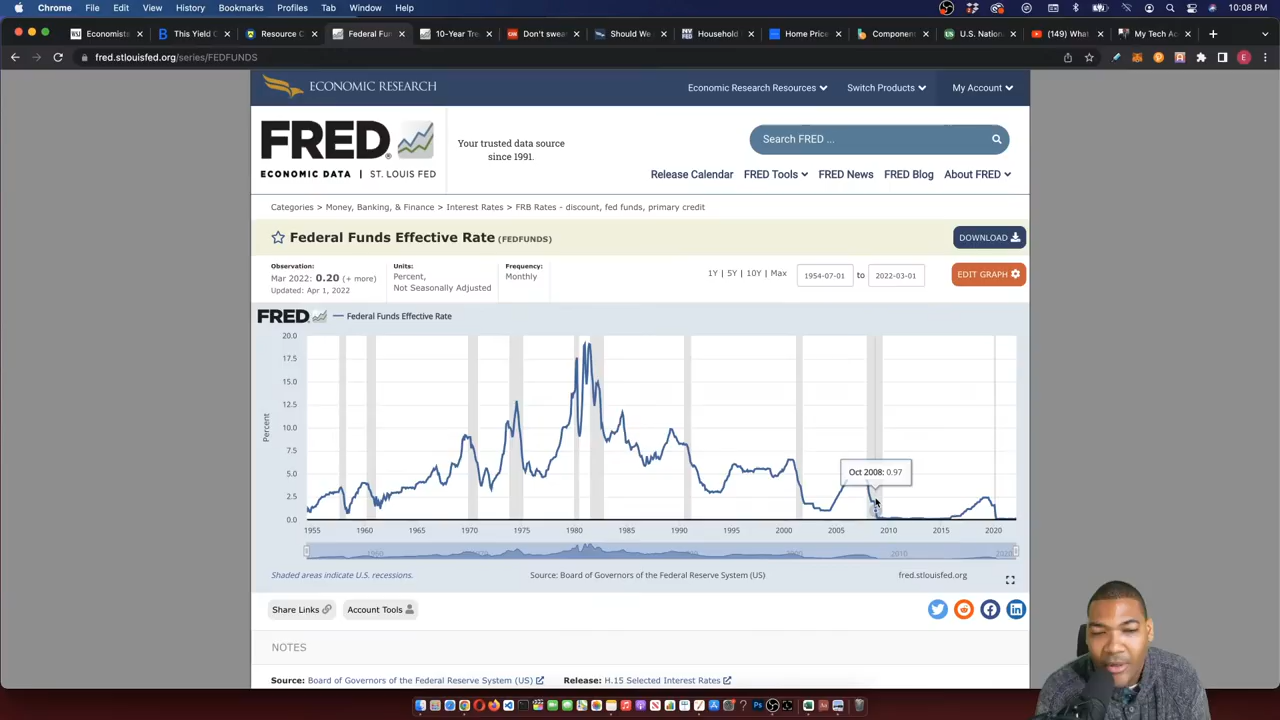 Chrome File Edit View History Bookmarks Profiles Tab Window Help 10:08 PM
Economists
This Yield C
Resource C
Federal Fun
10-Year Tre
Don't swea
Should We
Household
Home Price
Component
U.S. Nation
(149) What
My Tech Ac
fred.stlouisfed.org/series/FEDFUNDS
ECONOMIC RESEARCH
Economic Research Resources Switch Products My Account
FRED
ECONOMIC DATA | ST. LOUIS FED
Your trusted data source
since 1991.
Search FRED ...
Release Calendar FRED Tools FRED News FRED Blog About FRED
Categories > Money, Banking, & Finance > Interest Rates > FRB Rates - discount, fed funds, primary credit
Federal Funds Effective Rate (FEDFUNDS)
DOWNLOAD
Observation:
Mar 2022: 0.20 (+ more)
Updated: Apr 1, 2022
Units:
Percent,
Not Seasonally Adjusted
Frequency:
Monthly
1Y | 5Y | 10Y | Max 1954-07-01 to 2022-03-01
EDIT GRAPH
FRED Federal Funds Effective Rate
20.0
17.5
15.0
12.5
10.0
7.5
5.0
2.5
0.0
Percent
Oct 2008: 0.97
1955 1960 1965 1970 1975 1980 1985 1990 1995 2000 2005 2010 2015 2020
Shaded areas indicate U.S. recessions.
Source: Board of Governors of the Federal Reserve System (US)
fred.stlouisfed.org
Share Links
Account Tools
NOTES
Source: Board of Governors of the Federal Reserve System (US) Release: H.15 Selected Interest Rates